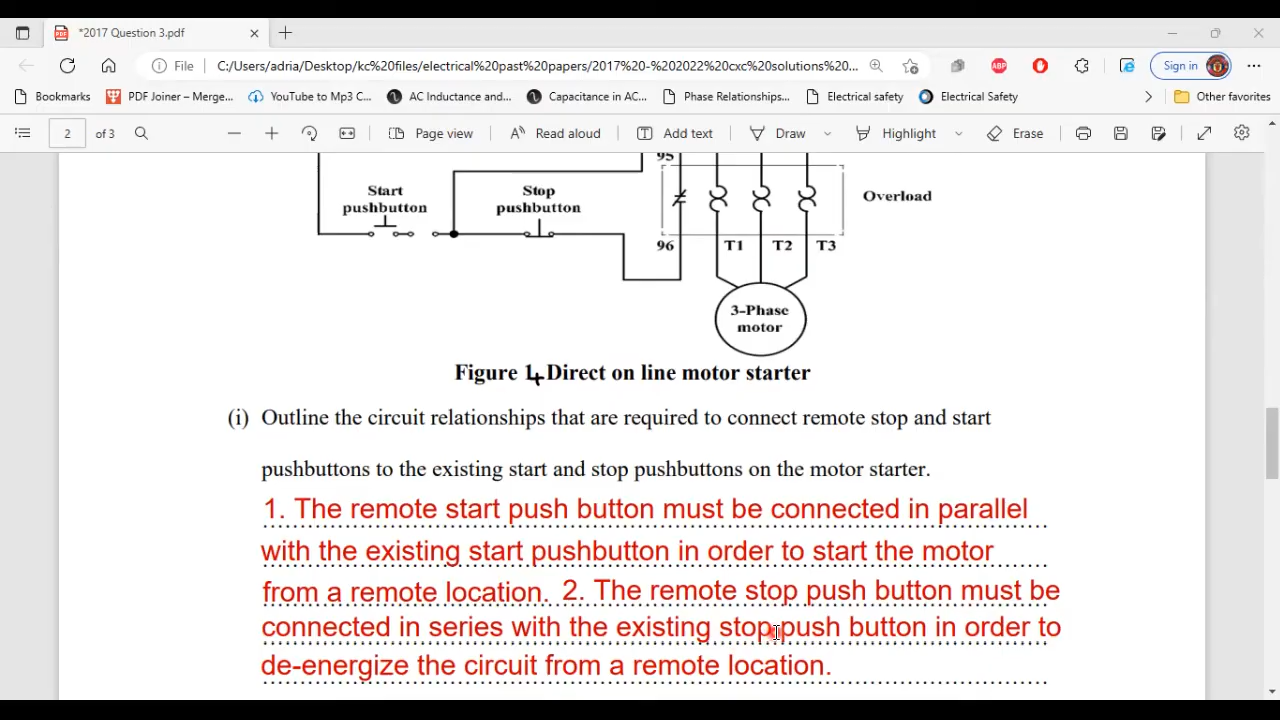 *2017 Question 3.pdf
File
C:/Users/adria/Desktop/kc%20files/electrical%20past%20papers/2017%20-%202022%20cxc%20solutions%20...
ABP
Sign in
Bookmarks
PDF Joiner – Merge...
YouTube to Mp3 C...
AC Inductance and...
Capacitance in AC...
Phase Relationships...
Electrical safety
Electrical Safety
Other favorites
2 of 3
Page view
Read aloud
Add text
Draw
Highlight
Erase
95
Start
pushbutton
Stop
pushbutton
Overload
96
T1
T2
T3
3-Phase
motor
Figure 14 Direct on line motor starter
(i) Outline the circuit relationships that are required to connect remote stop and start
pushbuttons to the existing start and stop pushbuttons on the motor starter.
1. The remote start push button must be connected in parallel
with the existing start pushbutton in order to start the motor
from a remote location. 2. The remote stop push button must be
connected in series with the existing stop push button in order to
de-energize the circuit from a remote location.